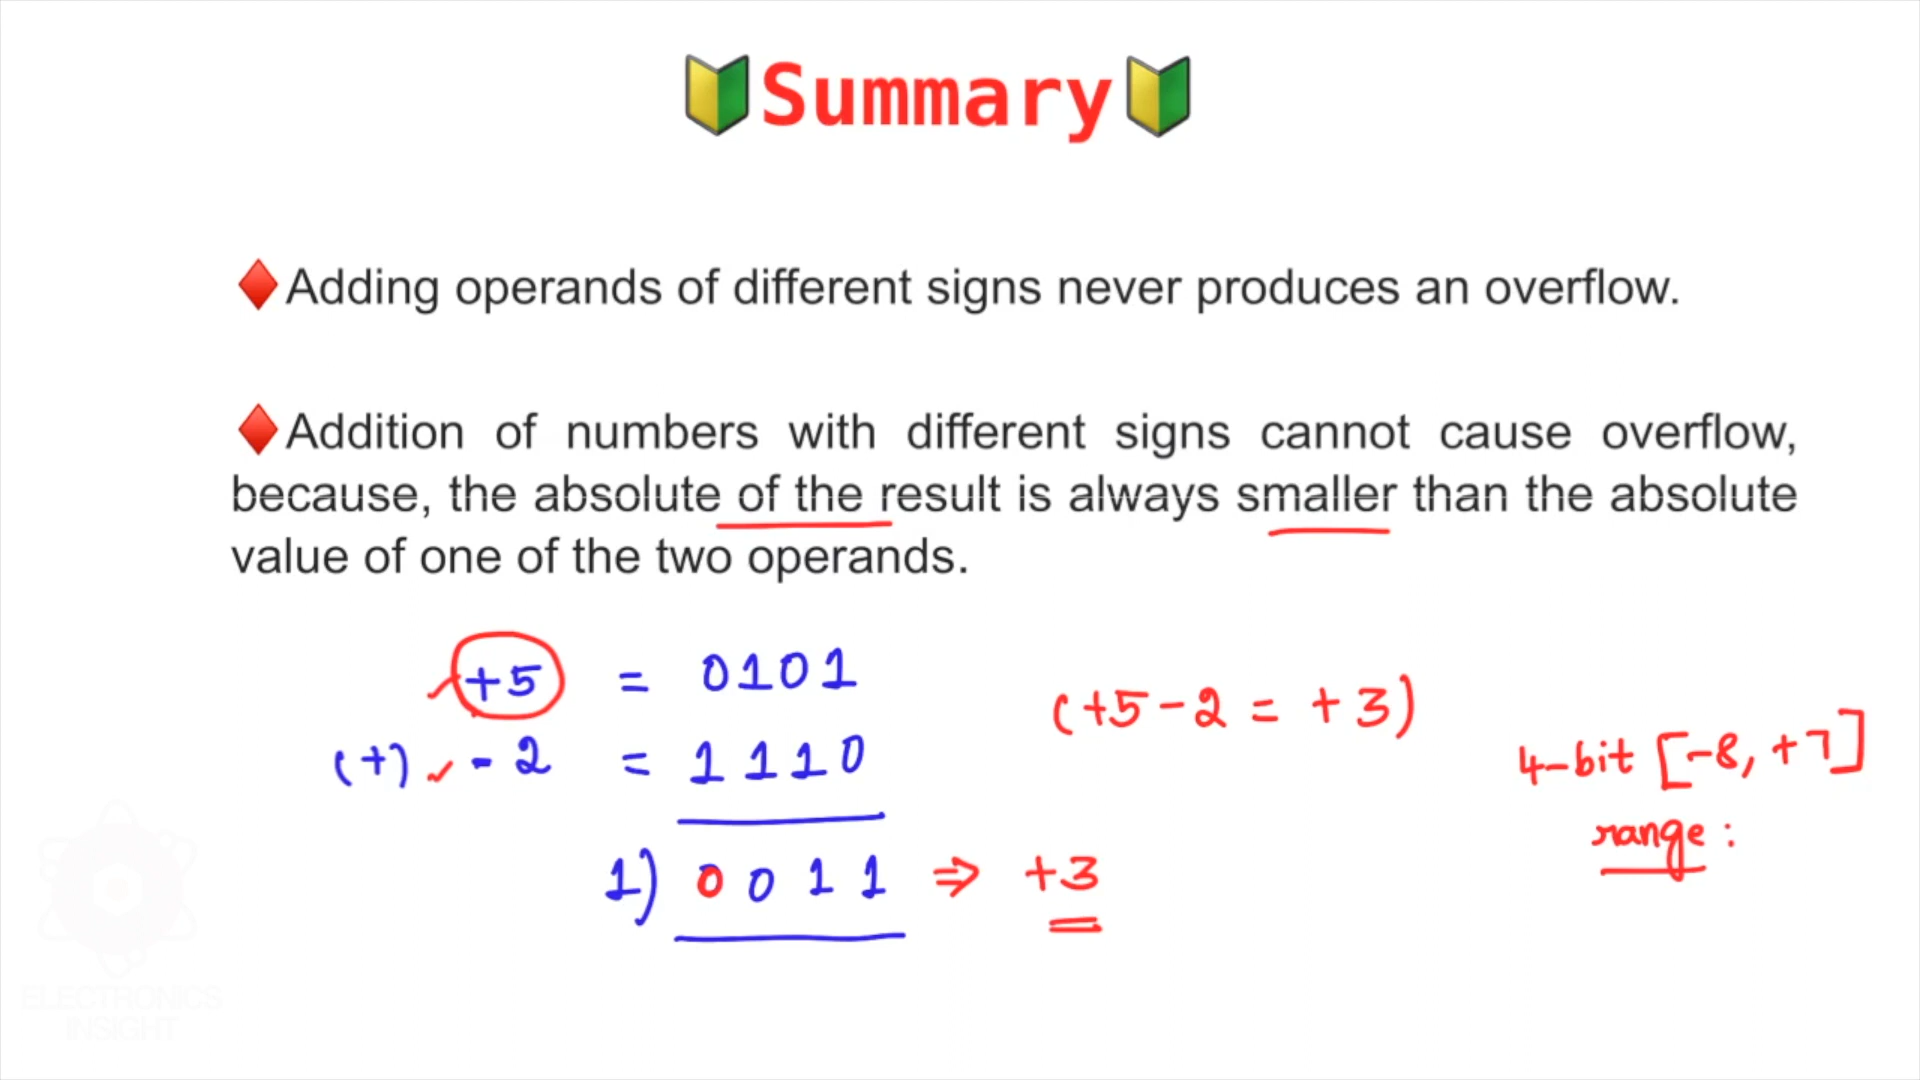 Summary
Adding operands of different signs never produces an overflow.
Addition of numbers with different signs cannot cause overflow,
because, the absolute of the result is always smaller than the absolute
value of one of the two operands.
+5 = 0101
(+) - 2 = 1110
1) 0011 ⇒ +3
(+5-2 = +3)
4-bit [-8, +7]
range:
ELECTRONICS
INSIGHT